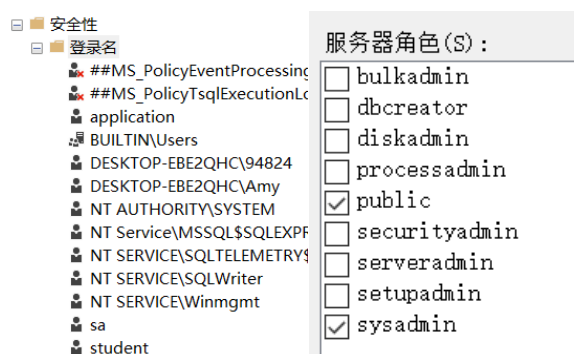 安全性
登录名
##MS_PolicyEventProcessing
##MS_PolicyTsqlExecutionLo
application
BUILTIN\Users
DESKTOP-EBE2QHC\94824
DESKTOP-EBE2QHC\Amy
NT AUTHORITY\SYSTEM
NT Service\MSSQL$SQLEXPR
NT SERVICE\SQLTELEMETRY$
NT SERVICE\SQLWriter
NT SERVICE\Winmgmt
sa
student
服务器角色(S):
bulkadmin
dbcreator
diskadmin
processadmin
public
securityadmin
serveradmin
setupadmin
sysadmin